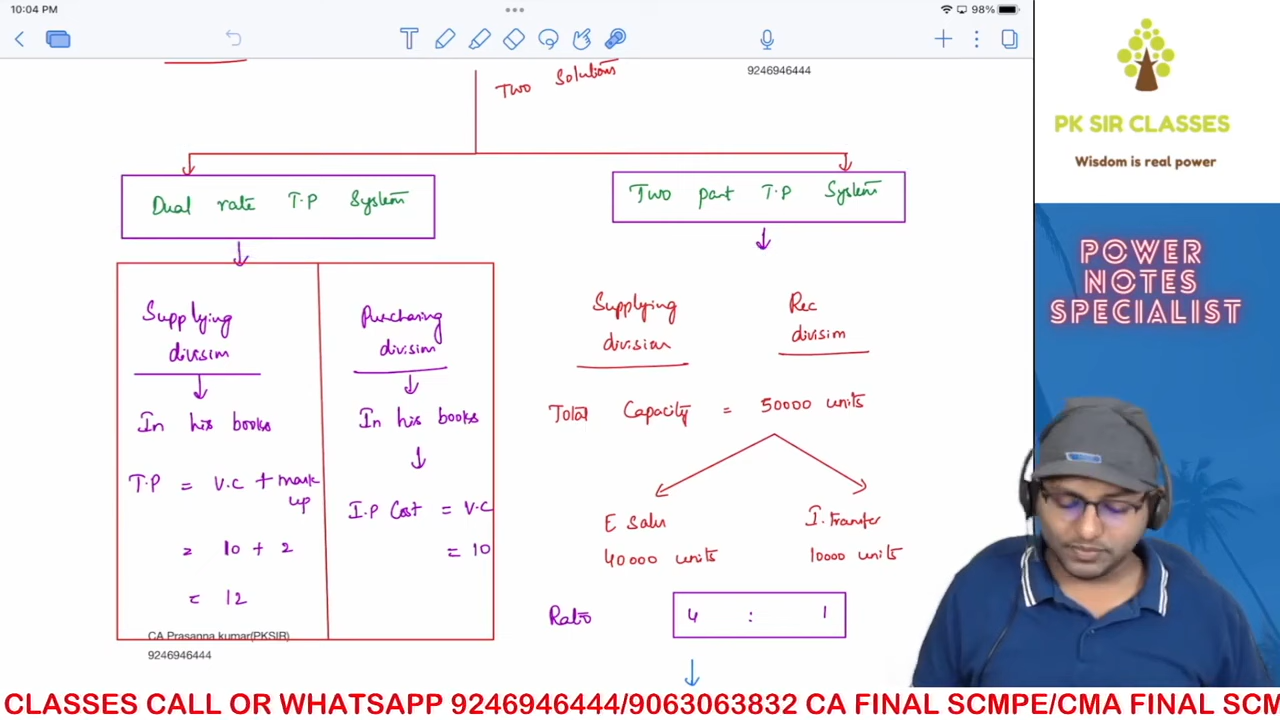 10:04 PM
98%
T
9246946444
Two Solutions
Dual rate T.P System
Two part T.P System
Supplying
division
In his books
T.P = V.C + mark
up
= 10 + 2
= 12
Purchasing
division
In his books
I.P Cost = V.C
= 10
Supplying
division
Rec
division
Total Capacity = 50000 units
E Sales
40000 units
I. transfer
10000 units
Ratio 4 : 1
CA Prasanna.kumar(PKSIR)
9246946444
PK SIR CLASSES
Wisdom is real power
POWER
NOTES
SPECIALIST
CLASSES CALL OR WHATSAPP 9246946444/9063063832 CA FINAL SCMPE/CMA FINAL SCM